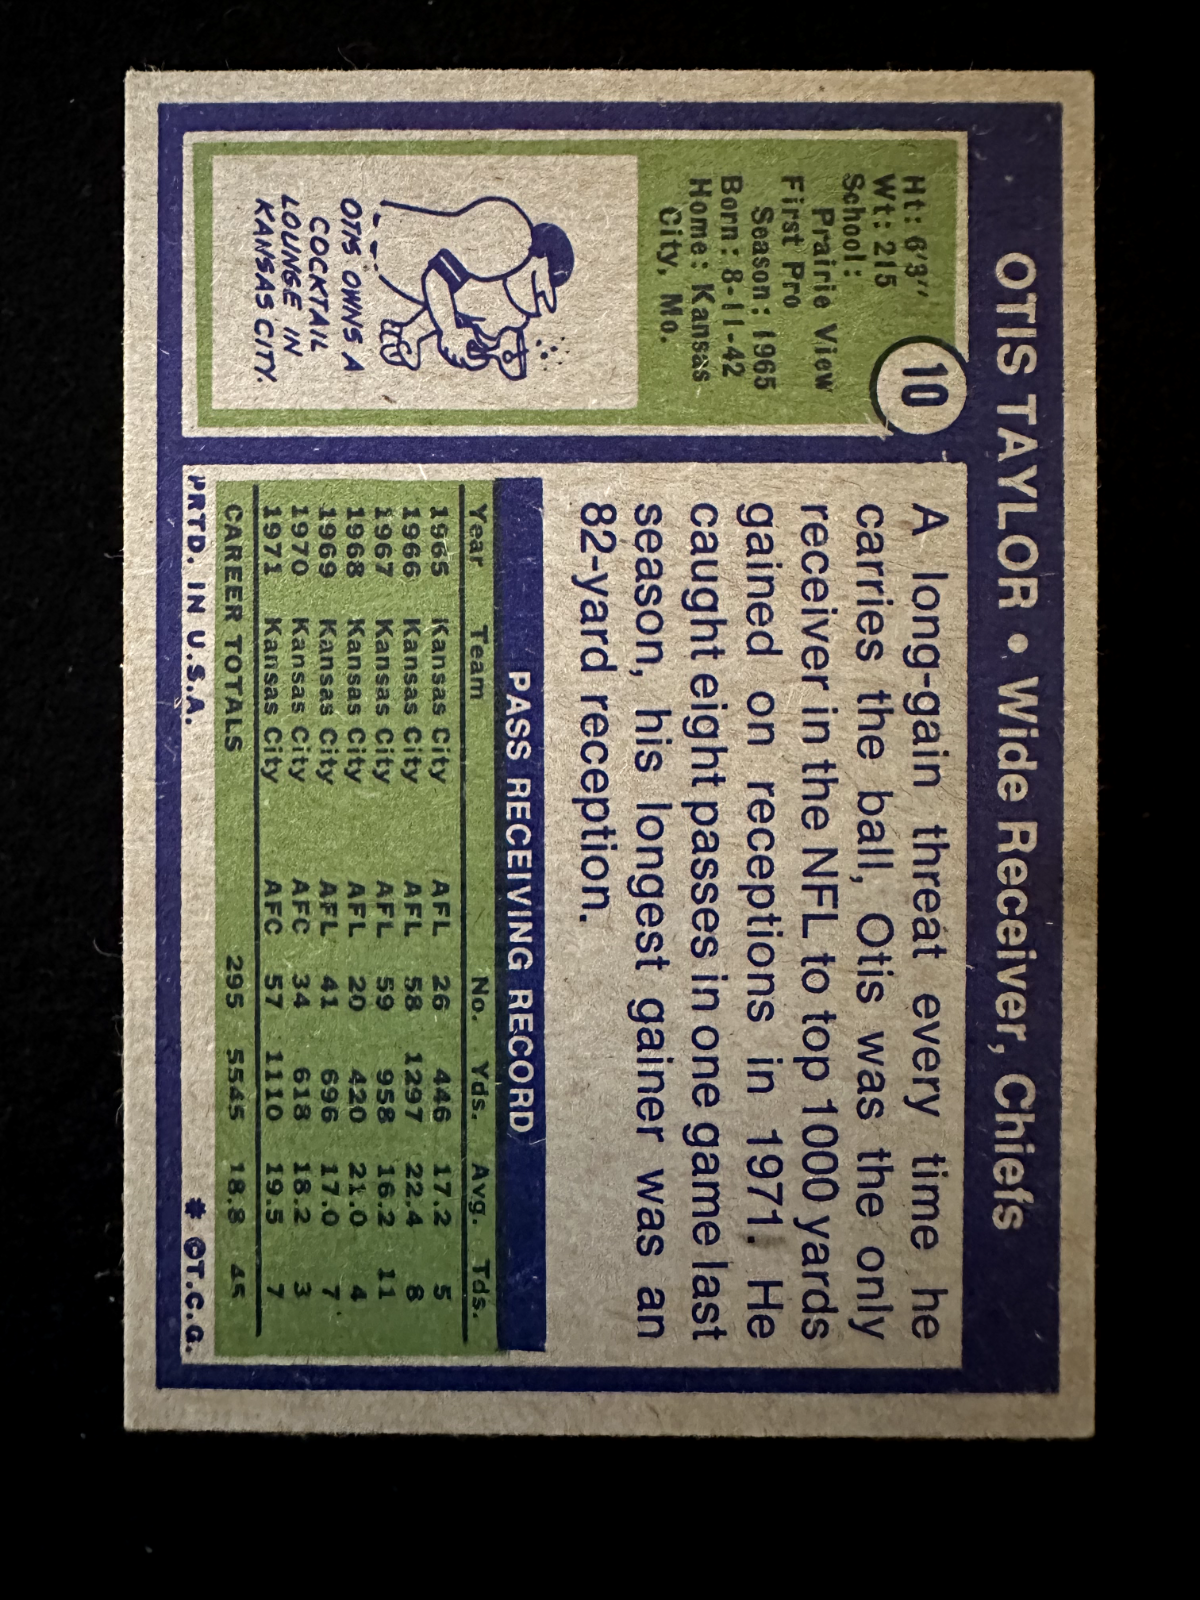 OTIS TAYLOR • Wide Receiver, Chiefs
10
Ht: 6'3"
Wt: 215
School:
Prairie View
First Pro
Season: 1965
Born: 8-11-42
Home: Kansas
City, Mo.
OTIS OWNS A
COCKTAIL
LOUNGE IN
KANSAS CITY.
A long-gain threat every time he
carries the ball, Otis was the only
receiver in the NFL to top 1000 yards
gained on receptions in 1971. He
caught eight passes in one game last
season, his longest gainer was an
82-yard reception.
PASS RECEIVING RECORD
Year Team No. Yds. Avg. Tds.
1965 Kansas City AFL 26 446 17.2 5
1966 Kansas City AFL 58 1297 22.4 8
1967 Kansas City AFL 59 958 16.2 11
1968 Kansas City AFL 20 420 21.0 4
1969 Kansas City AFL 41 696 17.0 7
1970 Kansas City AFC 34 618 18.2 3
1971 Kansas City AFC 57 1110 19.5 7
CAREER TOTALS 295 5545 18.8 45
PRTD. IN U.S.A. * ©T.C.G.